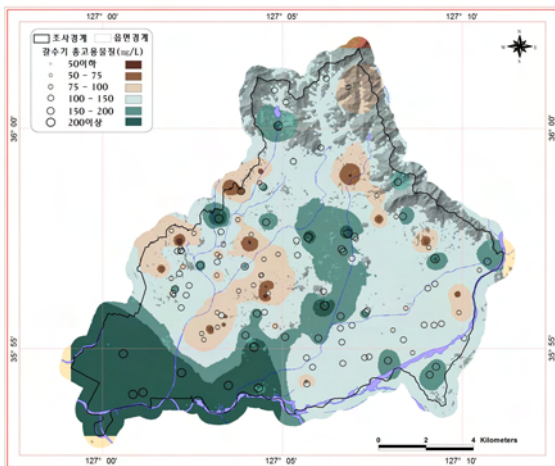 127° 00' 127° 05' 127° 10'
조사경계 읍면경계
갈수기 총고용물질(mg/L)
50이하
50 - 75
75 - 100
100 - 150
150 - 200
200이상
N
W E
S
36° 00' 36° 00'
35° 55' 35° 55'
0 2 4 Kilometers
127° 00' 127° 05' 127° 10'